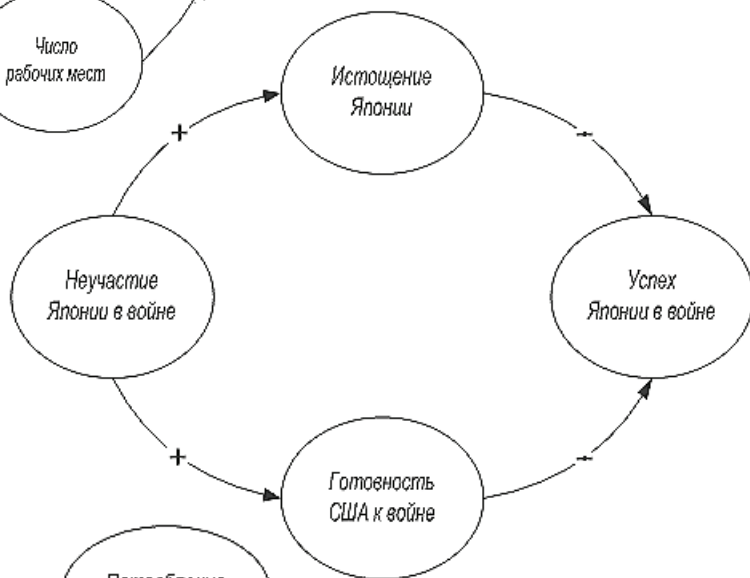 Число
рабочих мест
Истощение
Японии
+
-
Неучастие
Японии в войне
Успех
Японии в войне
+
-
Готовность
США к войне